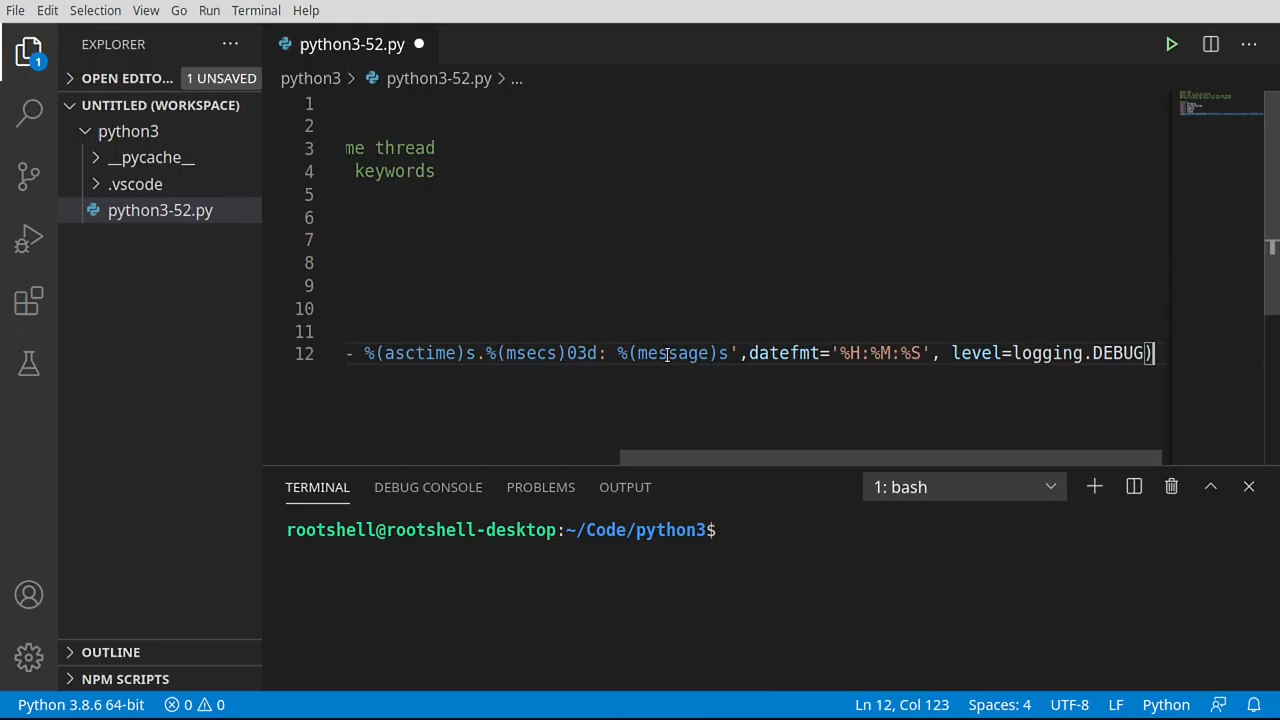 File Edit Selection View Go Run Terminal Help
EXPLORER ...
python3-52.py
1
OPEN EDITO... 1 UNSAVED
python3 > python3-52.py > ...
UNTITLED (WORKSPACE)
python3
__pycache__
.vscode
python3-52.py
1
2
3 me thread
4 keywords
5
6
7
8
9
10
11
12 - %(asctime)s.%(msecs)03d: %(message)s',datefmt='%H:%M:%S', level=logging.DEBUG)
TERMINAL DEBUG CONSOLE PROBLEMS OUTPUT 1: bash
rootshell@rootshell-desktop:~/Code/python3$
OUTLINE
NPM SCRIPTS
Python 3.8.6 64-bit 0 0 Ln 12, Col 123 Spaces: 4 UTF-8 LF Python